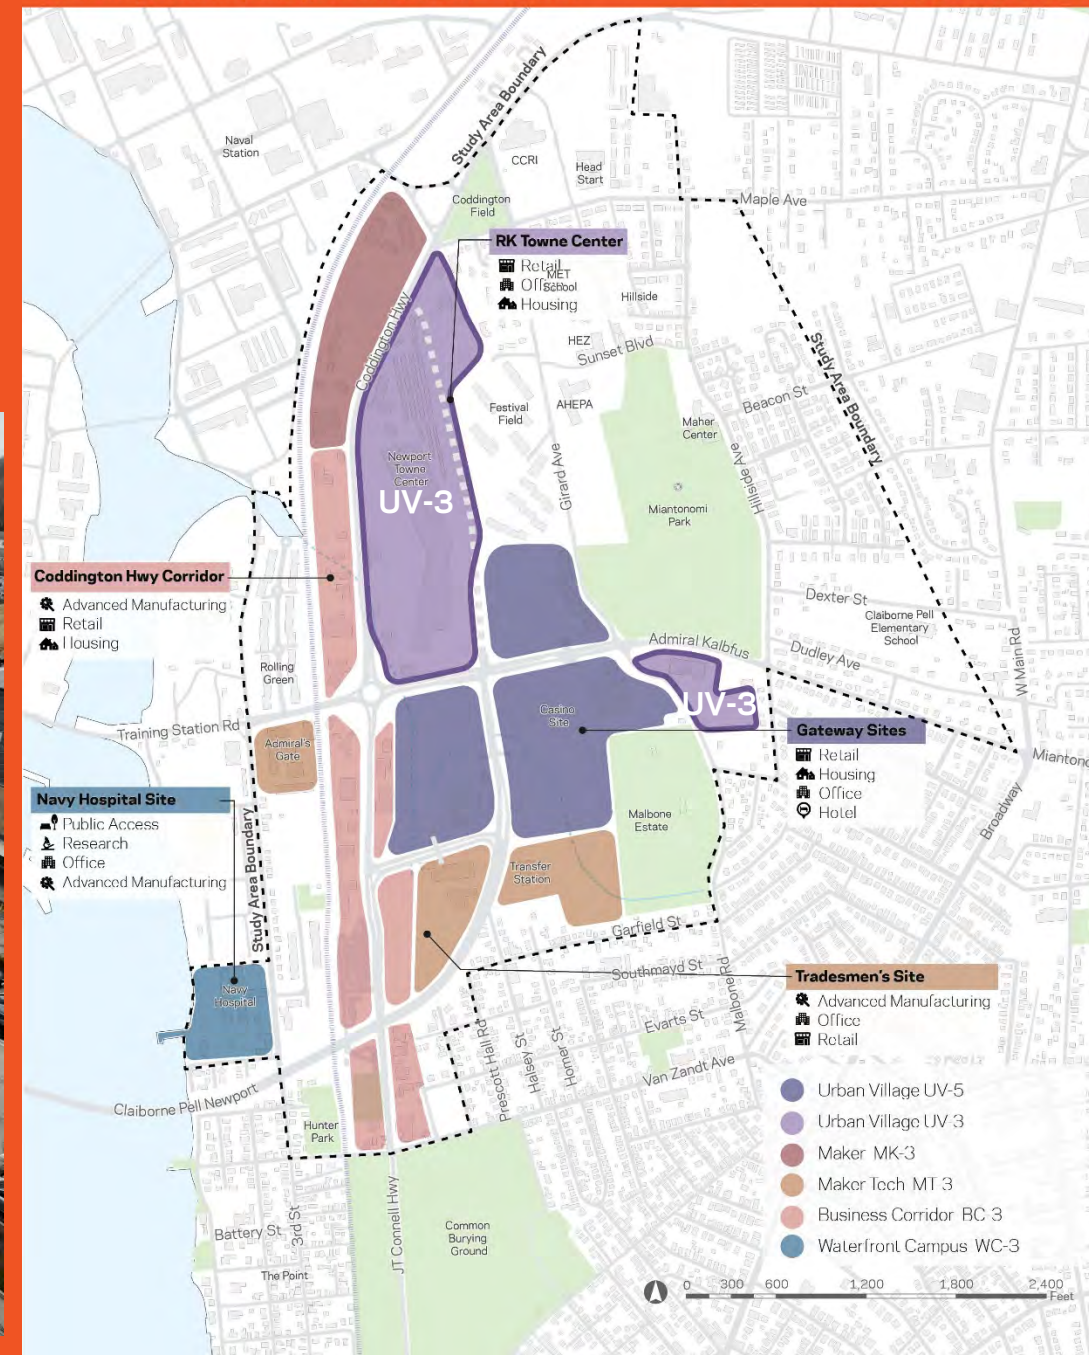 Study Area Boundary
Naval
Station
CCRI
Head
Start
Coddington
Field
Maple Ave
RK Towne Center
Retail
Office
Housing
MET
School
Hillside
Coddington Hwy
HEZ
Sunset Blvd
Study Area Boundary
Festival
Field
AHEPA
Beacon St
Maher
Center
Girard Ave
Hillside Ave
Newport
Towne
Center
UV-3
Miantonomi
Park
Coddington Hwy Corridor
Advanced Manufacturing
Retail
Housing
Dexter St
Claiborne Pell
Elementary
School
Admiral Kalbfus
Dudley Ave
W Main Rd
Rolling
Green
UV-3
Casino
Site
Training Station Rd
Admiral's
Gate
Gateway Sites
Retail
Housing
Office
Hotel
Miantono
Broadway
Navy Hospital Site
Public Access
Research
Office
Advanced Manufacturing
Study Area Boundary
Malbone
Estate
Transfer
Station
Garfield St
Southmayd St
Malbone Rd
Tradesmen's Site
Advanced Manufacturing
Office
Retail
Navy
Hospital
Evarts St
Prescott Hall Rd
Halsey St
Homer St
Van Zandt Ave
Claiborne Pell Newport
Hunter
Park
Urban Village UV-5
Urban Village UV-3
Maker MK-3
Maker Tech MT 3
Business Corridor BC 3
Waterfront Campus WC-3
Battery St
3rd St
JT Connell Hwy
Common
Burying
Ground
The Point
0 300 600 1,200 1,800 2,400
Feet